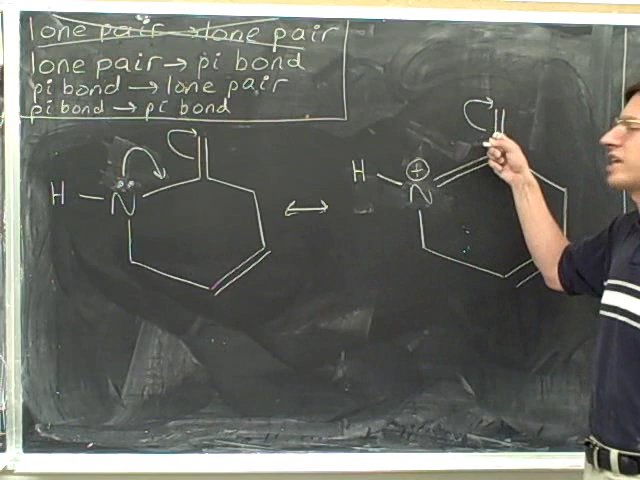 lone pair → lone pair
lone pair → pi bond
pi bond → lone pair
pi bond → pi bond
H — N
H N ⊕